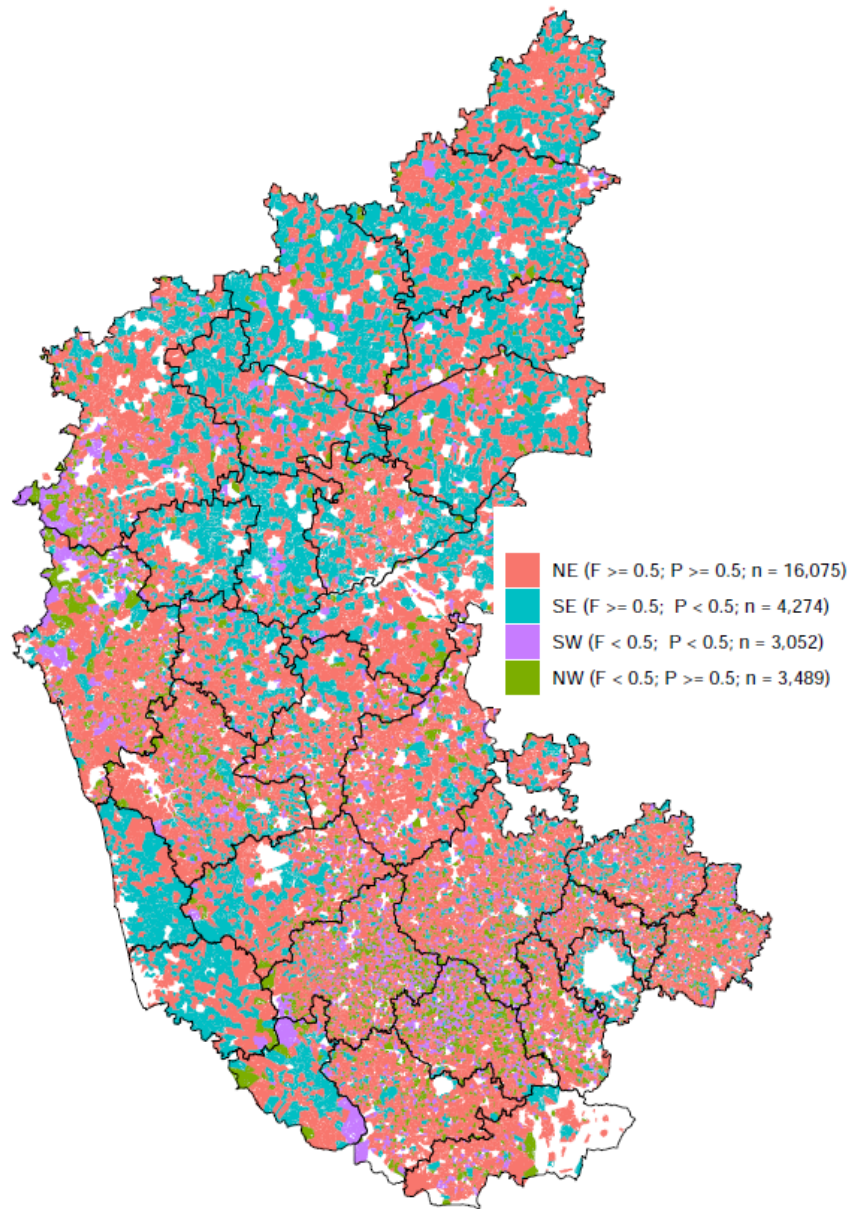 NE (F >= 0.5; P >= 0.5; n = 16,075)
SE (F >= 0.5; P < 0.5; n = 4,274)
SW (F < 0.5; P < 0.5; n = 3,052)
NW (F < 0.5; P >= 0.5; n = 3,489)